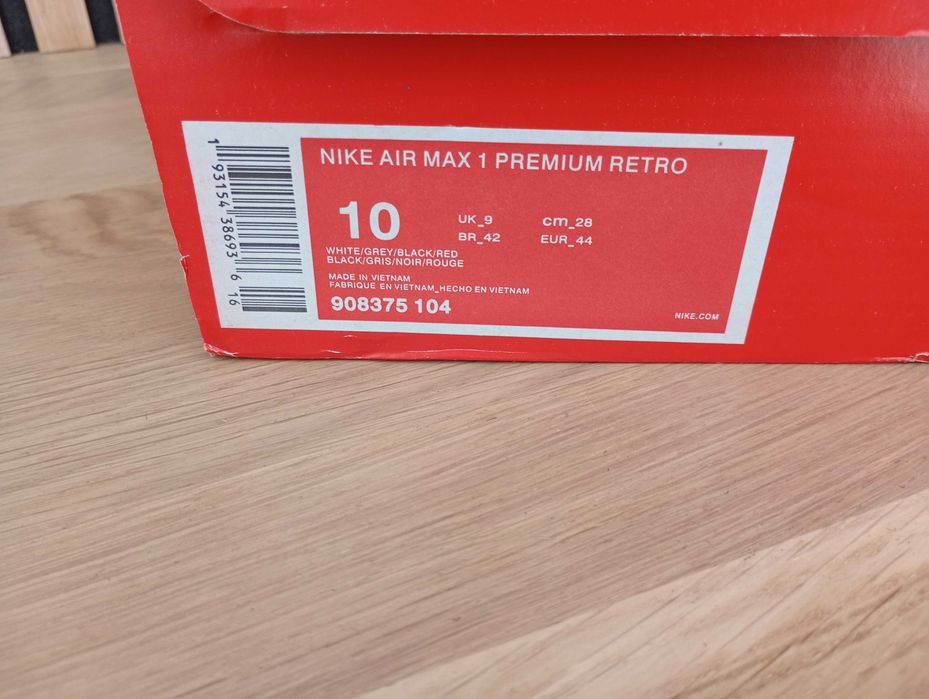 1 93154 38693 6 16
NIKE AIR MAX 1 PREMIUM RETRO
10
UK_9 cm_28
BR_42 EUR_44
WHITE/GREY/BLACK/RED
BLACK/GRIS/NOIR/ROUGE
MADE IN VIETNAM
FABRIQUE EN VIETNAM_HECHO EN VIETNAM
908375 104
NIKE.COM